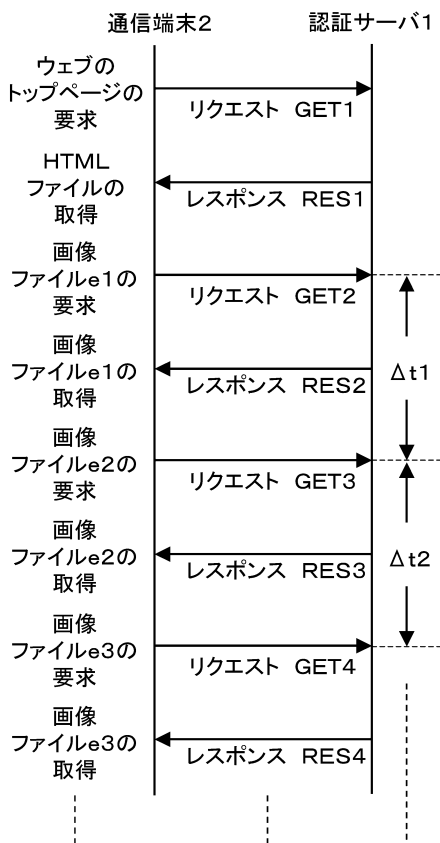 通信端末2
認証サーバ1
ウェブの
トップページの
要求
リクエスト GET1
HTML
ファイルの
取得
レスポンス RES1
画像
ファイルe1の
要求
リクエスト GET2
画像
ファイルe1の
取得
レスポンス RES2
Δt1
画像
ファイルe2の
要求
リクエスト GET3
画像
ファイルe2の
取得
レスポンス RES3
Δt2
画像
ファイルe3の
要求
リクエスト GET4
画像
ファイルe3の
取得
レスポンス RES4